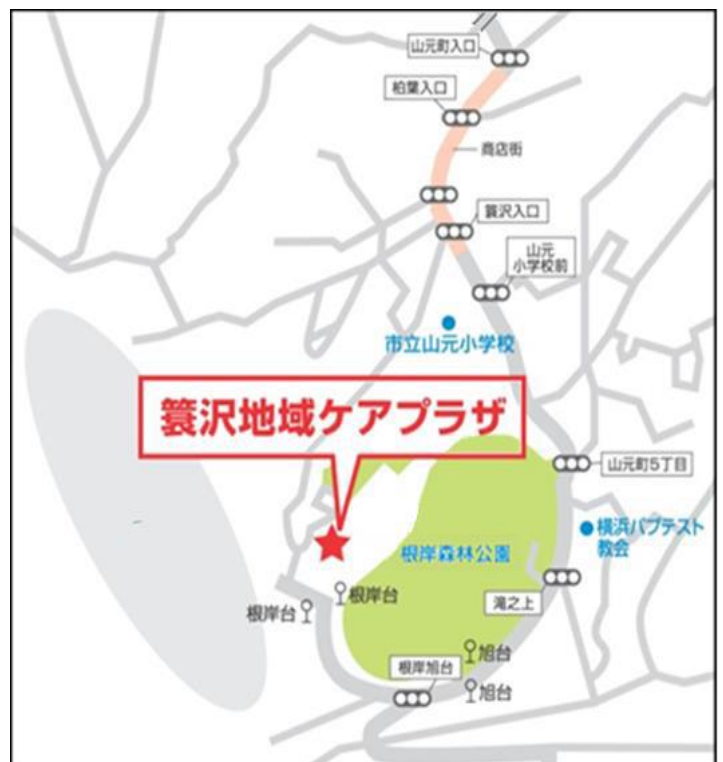 山元町入口
柏葉入口
商店街
簑沢入口
山元
小学校前
市立山元小学校
簑沢地域ケアプラザ
山元町5丁目
横浜バプテスト
教会
根岸森林公園
滝之上
根岸台
根岸台
旭台
根岸旭台
旭台